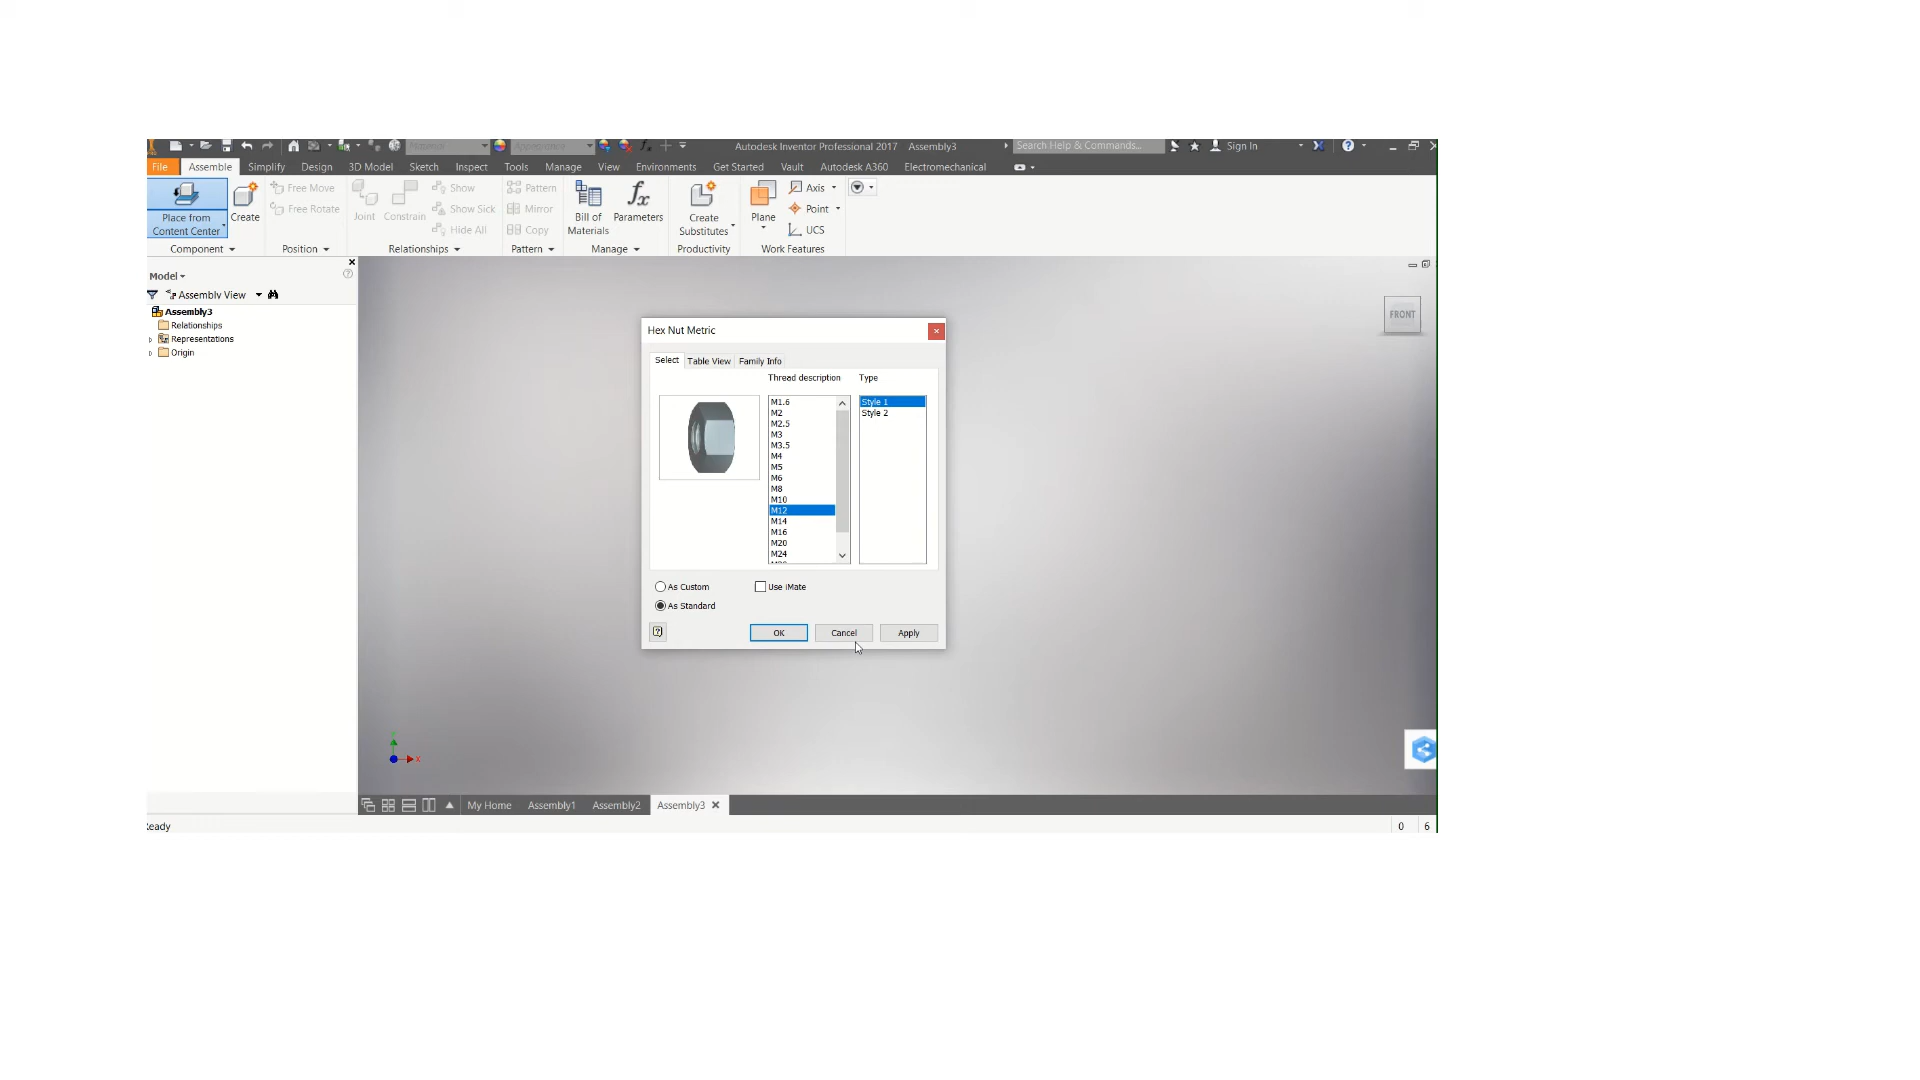 Material
Appearance
Autodesk Inventor Professional 2017 Assembly3
Search Help & Commands...
Sign In
File Assemble Simplify Design 3D Model Sketch Inspect Tools Manage View Environments Get Started Vault Autodesk A360 Electromechanical
Place from
Content Center
Create
Free Move
Free Rotate
Joint
Constrain
Show
Show Sick
Hide All
Pattern
Mirror
Copy
Bill of
Materials
Parameters
Create
Substitutes
Plane
Axis
Point
UCS
Component Position Relationships Pattern Manage Productivity Work Features
Model
Assembly View
Assembly3
Relationships
Representations
Origin
FRONT
Hex Nut Metric
Select Table View Family Info
Thread description
M1.6
M2
M2.5
M3
M3.5
M4
M5
M6
M8
M10
M12
M14
M16
M20
M24
Type
Style 1
Style 2
As Custom
Use iMate
As Standard
OK Cancel Apply
X
My Home Assembly1 Assembly2 Assembly3
eady
0 6